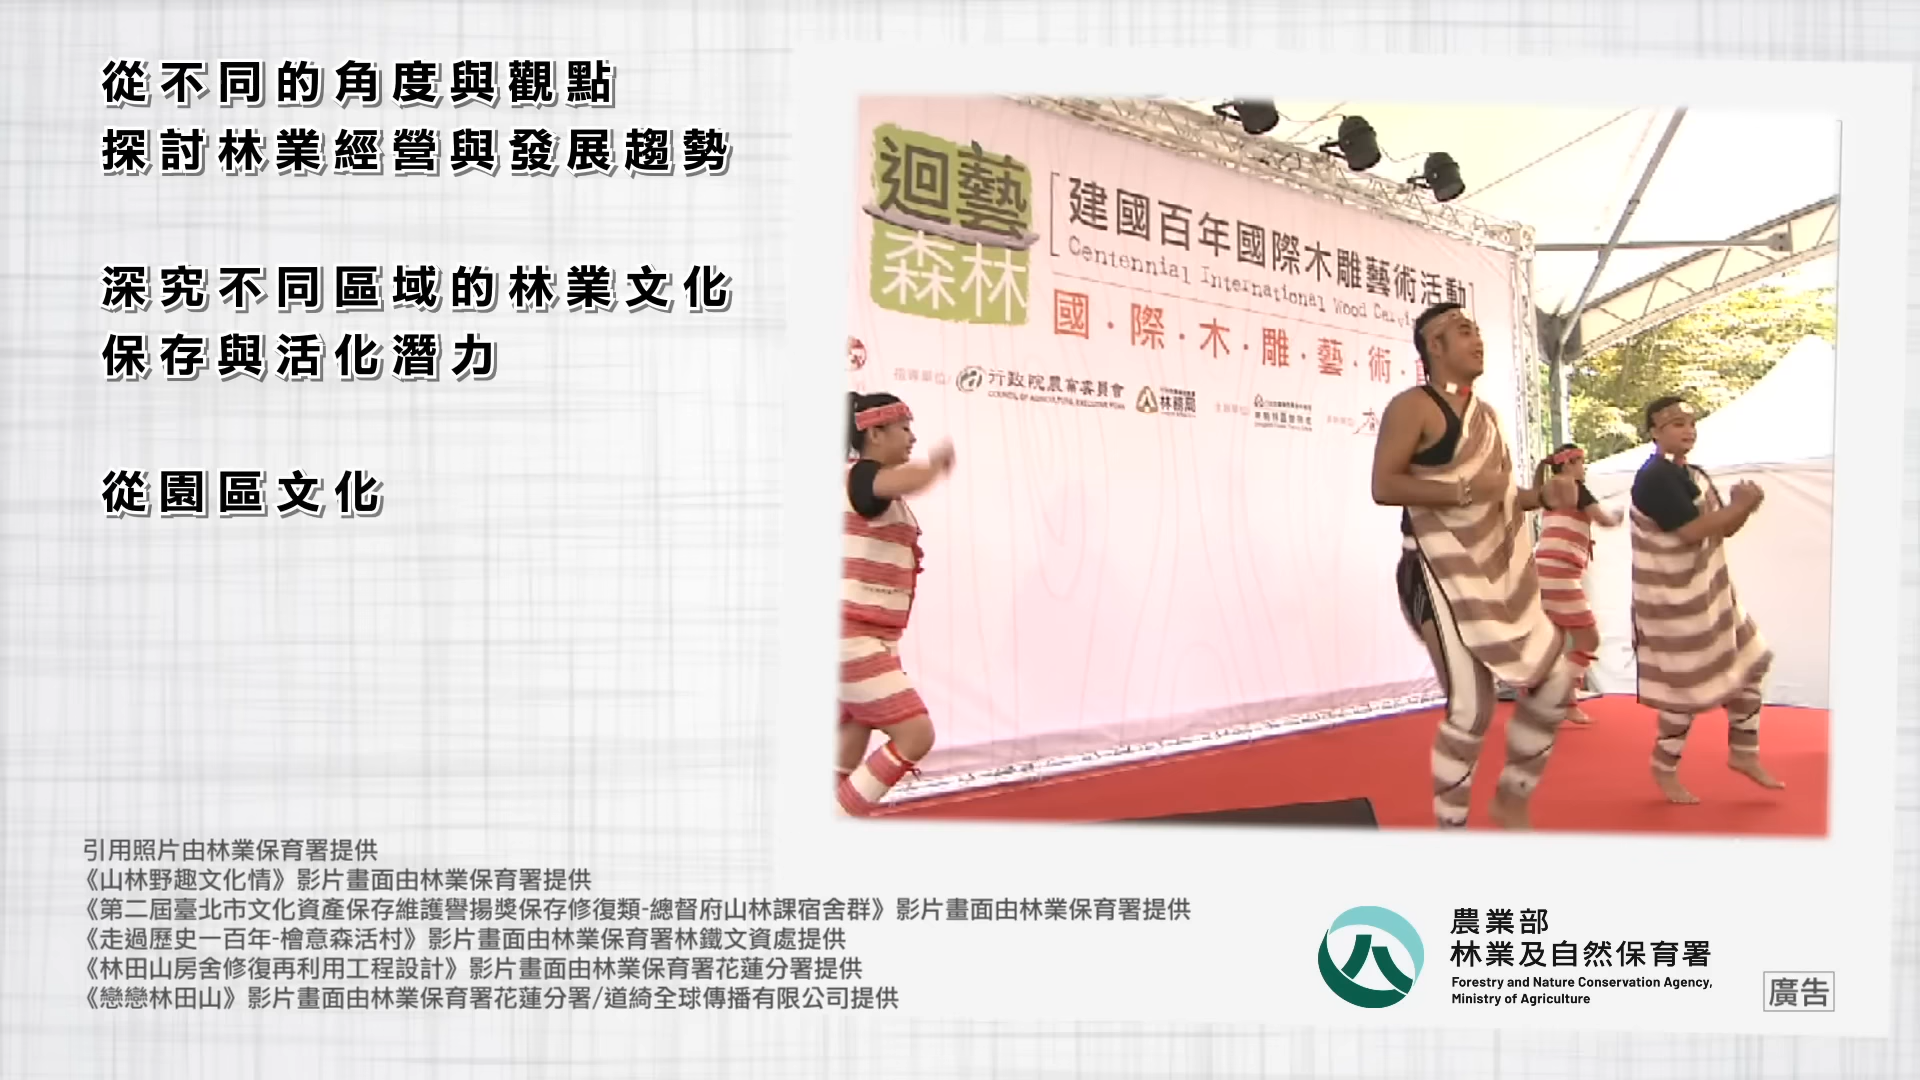 從不同的角度與觀點
探討林業經營與發展趨勢
深究不同區域的林業文化
保存與活化潛力
從園區文化
迴藝
森林
建國百年國際木雕藝術活動
Centennial International Wood
國・際・木・雕・藝・術
指導單位/
行政院農業委員會
COUNCIL OF AGRICULTURE, EXECUTIVE YUAN
林務局
引用照片由林業保育署提供
《山林野趣文化情》影片畫面由林業保育署提供
《第二屆臺北市文化資產保存維護譽揚獎保存修復類-總督府山林課宿舍群》影片畫面由林業保育署提供
《走過歷史一百年-檜意森活村》影片畫面由林業保育署林鐵文資處提供
《林田山房舍修復再利用工程設計》影片畫面由林業保育署花蓮分署提供
《戀戀林田山》影片畫面由林業保育署花蓮分署/道綺全球傳播有限公司提供
農業部
林業及自然保育署
Forestry and Nature Conservation Agency,
Ministry of Agriculture
廣告